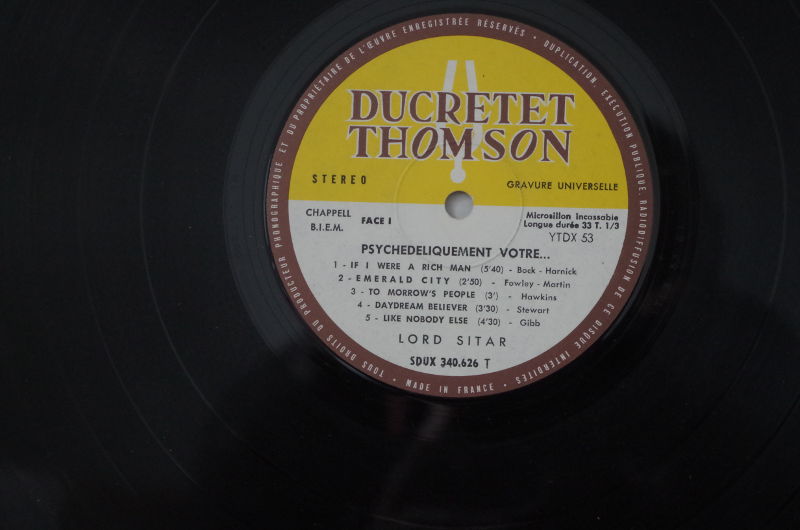 TOUS DROITS DU PRODUCTEUR PHONOGRAPHIQUE ET DU PROPRIÉTAIRE DE L'ŒUVRE ENREGISTRÉE RÉSERVÉS • DUPLICATION, EXÉCUTION PUBLIQUE, RADIODIFFUSION DE CE DISQUE INTERDITES • MADE IN FRANCE •
DUCRETET
THOMSON
STEREO
GRAVURE UNIVERSELLE
CHAPPELL
B.I.E.M.
FACE I
Microsillon Incassable
Longue durée 33 T. 1/3
YTDX 53
PSYCHEDELIQUEMENT VOTRE...
1 - IF I WERE A RICH MAN (5'40) - Bock - Harnick
2 - EMERALD CITY (2'50) - Fowley - Martin
3 - TO MORROW'S PEOPLE (3') - Hawkins
4 - DAYDREAM BELIEVER (3'30) - Stewart
5 - LIKE NOBODY ELSE (4'30) - Gibb
LORD SITAR
SDUX 340.626 T